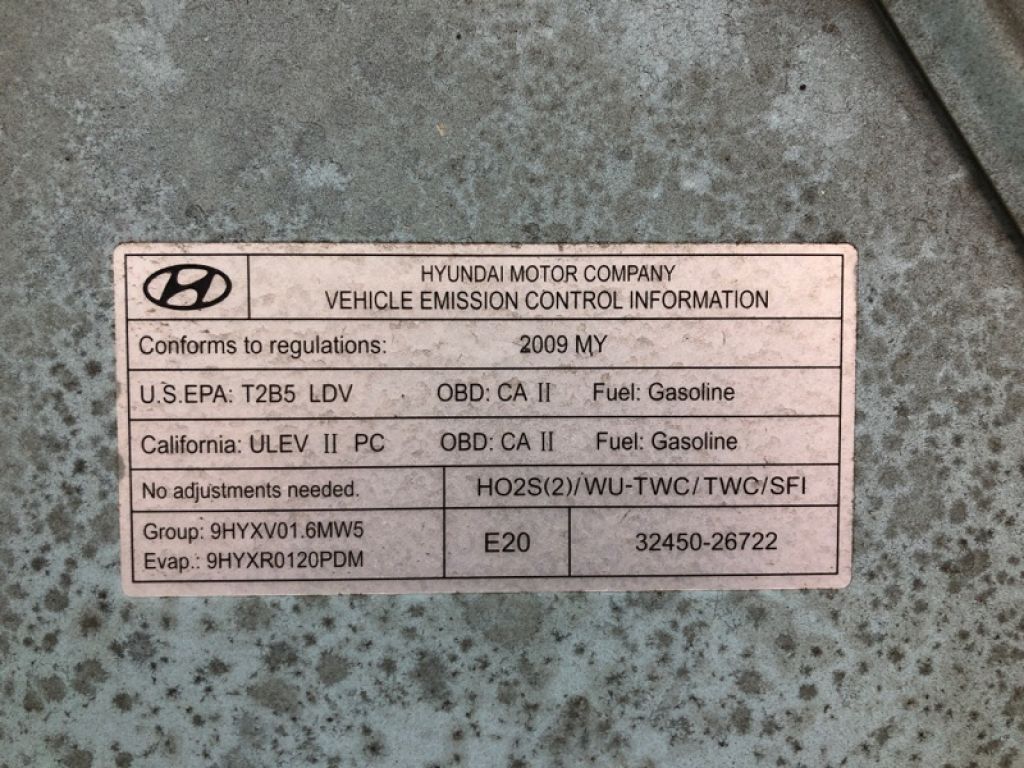 HYUNDAI MOTOR COMPANY
VEHICLE EMISSION CONTROL INFORMATION
Conforms to regulations: 2009 MY
U.S.EPA: T2B5 LDV OBD: CA II Fuel: Gasoline
California: ULEV II PC OBD: CA II Fuel: Gasoline
No adjustments needed. HO2S(2)/WU-TWC/TWC/SFI
Group: 9HYXV01.6MW5
Evap.: 9HYXR0120PDM
E20 32450-26722